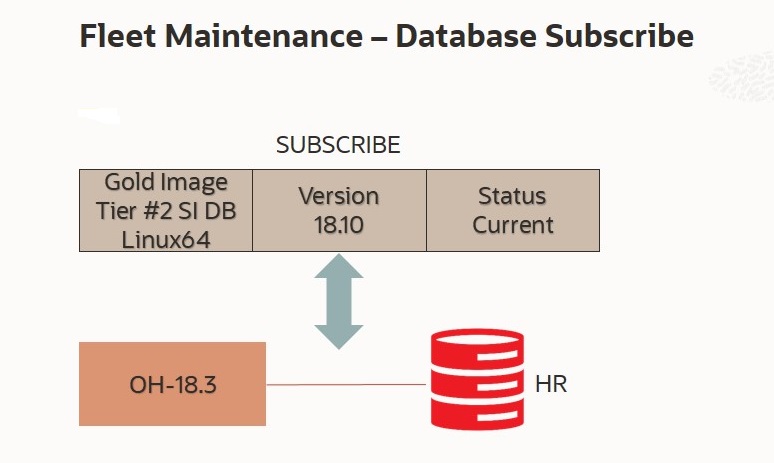 Fleet Maintenance – Database Subscribe
SUBSCRIBE
Gold Image
Tier #2 SI DB
Linux64
Version
18.10
Status
Current
OH-18.3
HR